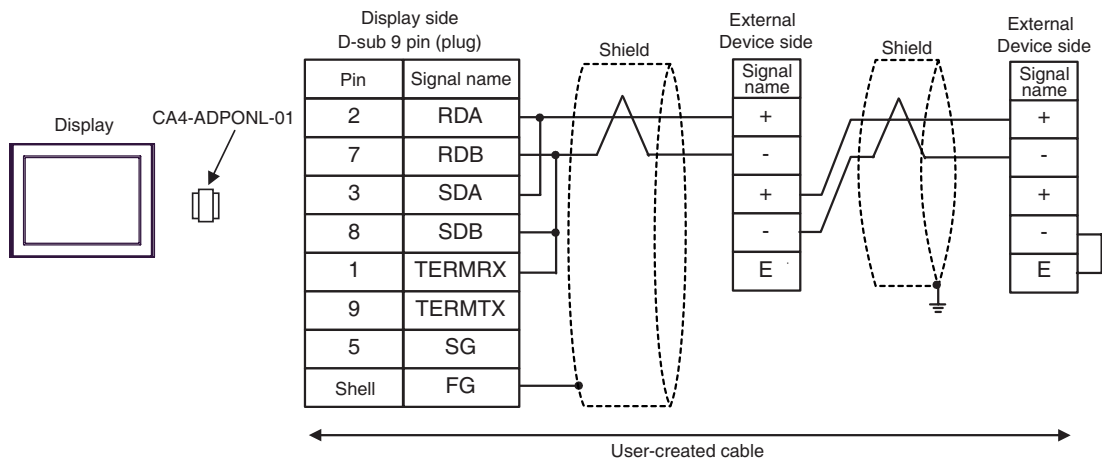 Display side
D-sub 9 pin (plug)
External
Device side
External
Device side
Shield
Shield
Display
CA4-ADPONL-01
Pin Signal name
2 RDA
7 RDB
3 SDA
8 SDB
1 TERMRX
9 TERMTX
5 SG
Shell FG
Signal
name
+
-
+
-
E
Signal
name
+
-
+
-
E
User-created cable